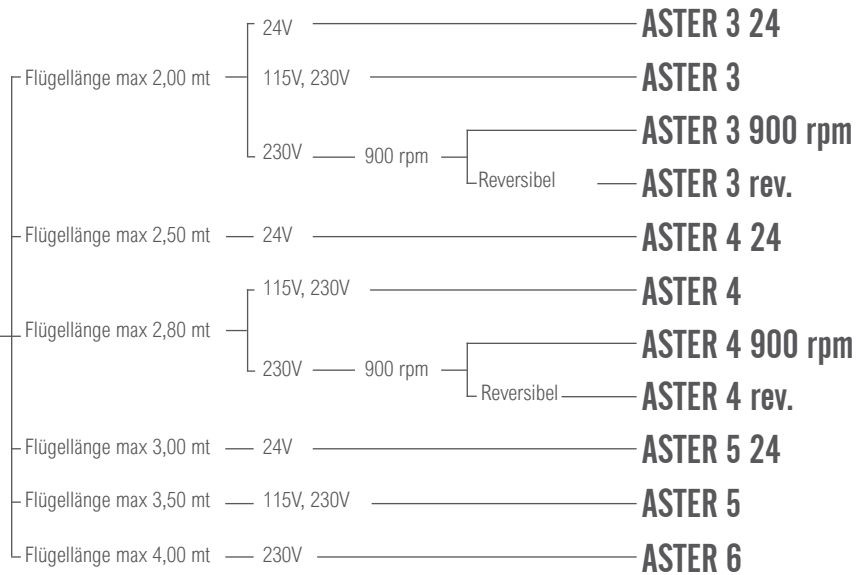 24V ASTER 3 24
Flügellänge max 2,00 mt 115V, 230V ASTER 3
ASTER 3 900 rpm
230V 900 rpm
Reversibel ASTER 3 rev.
Flügellänge max 2,50 mt 24V ASTER 4 24
115V, 230V ASTER 4
Flügellänge max 2,80 mt
ASTER 4 900 rpm
230V 900 rpm
Reversibel ASTER 4 rev.
Flügellänge max 3,00 mt 24V ASTER 5 24
Flügellänge max 3,50 mt 115V, 230V ASTER 5
Flügellänge max 4,00 mt 230V ASTER 6